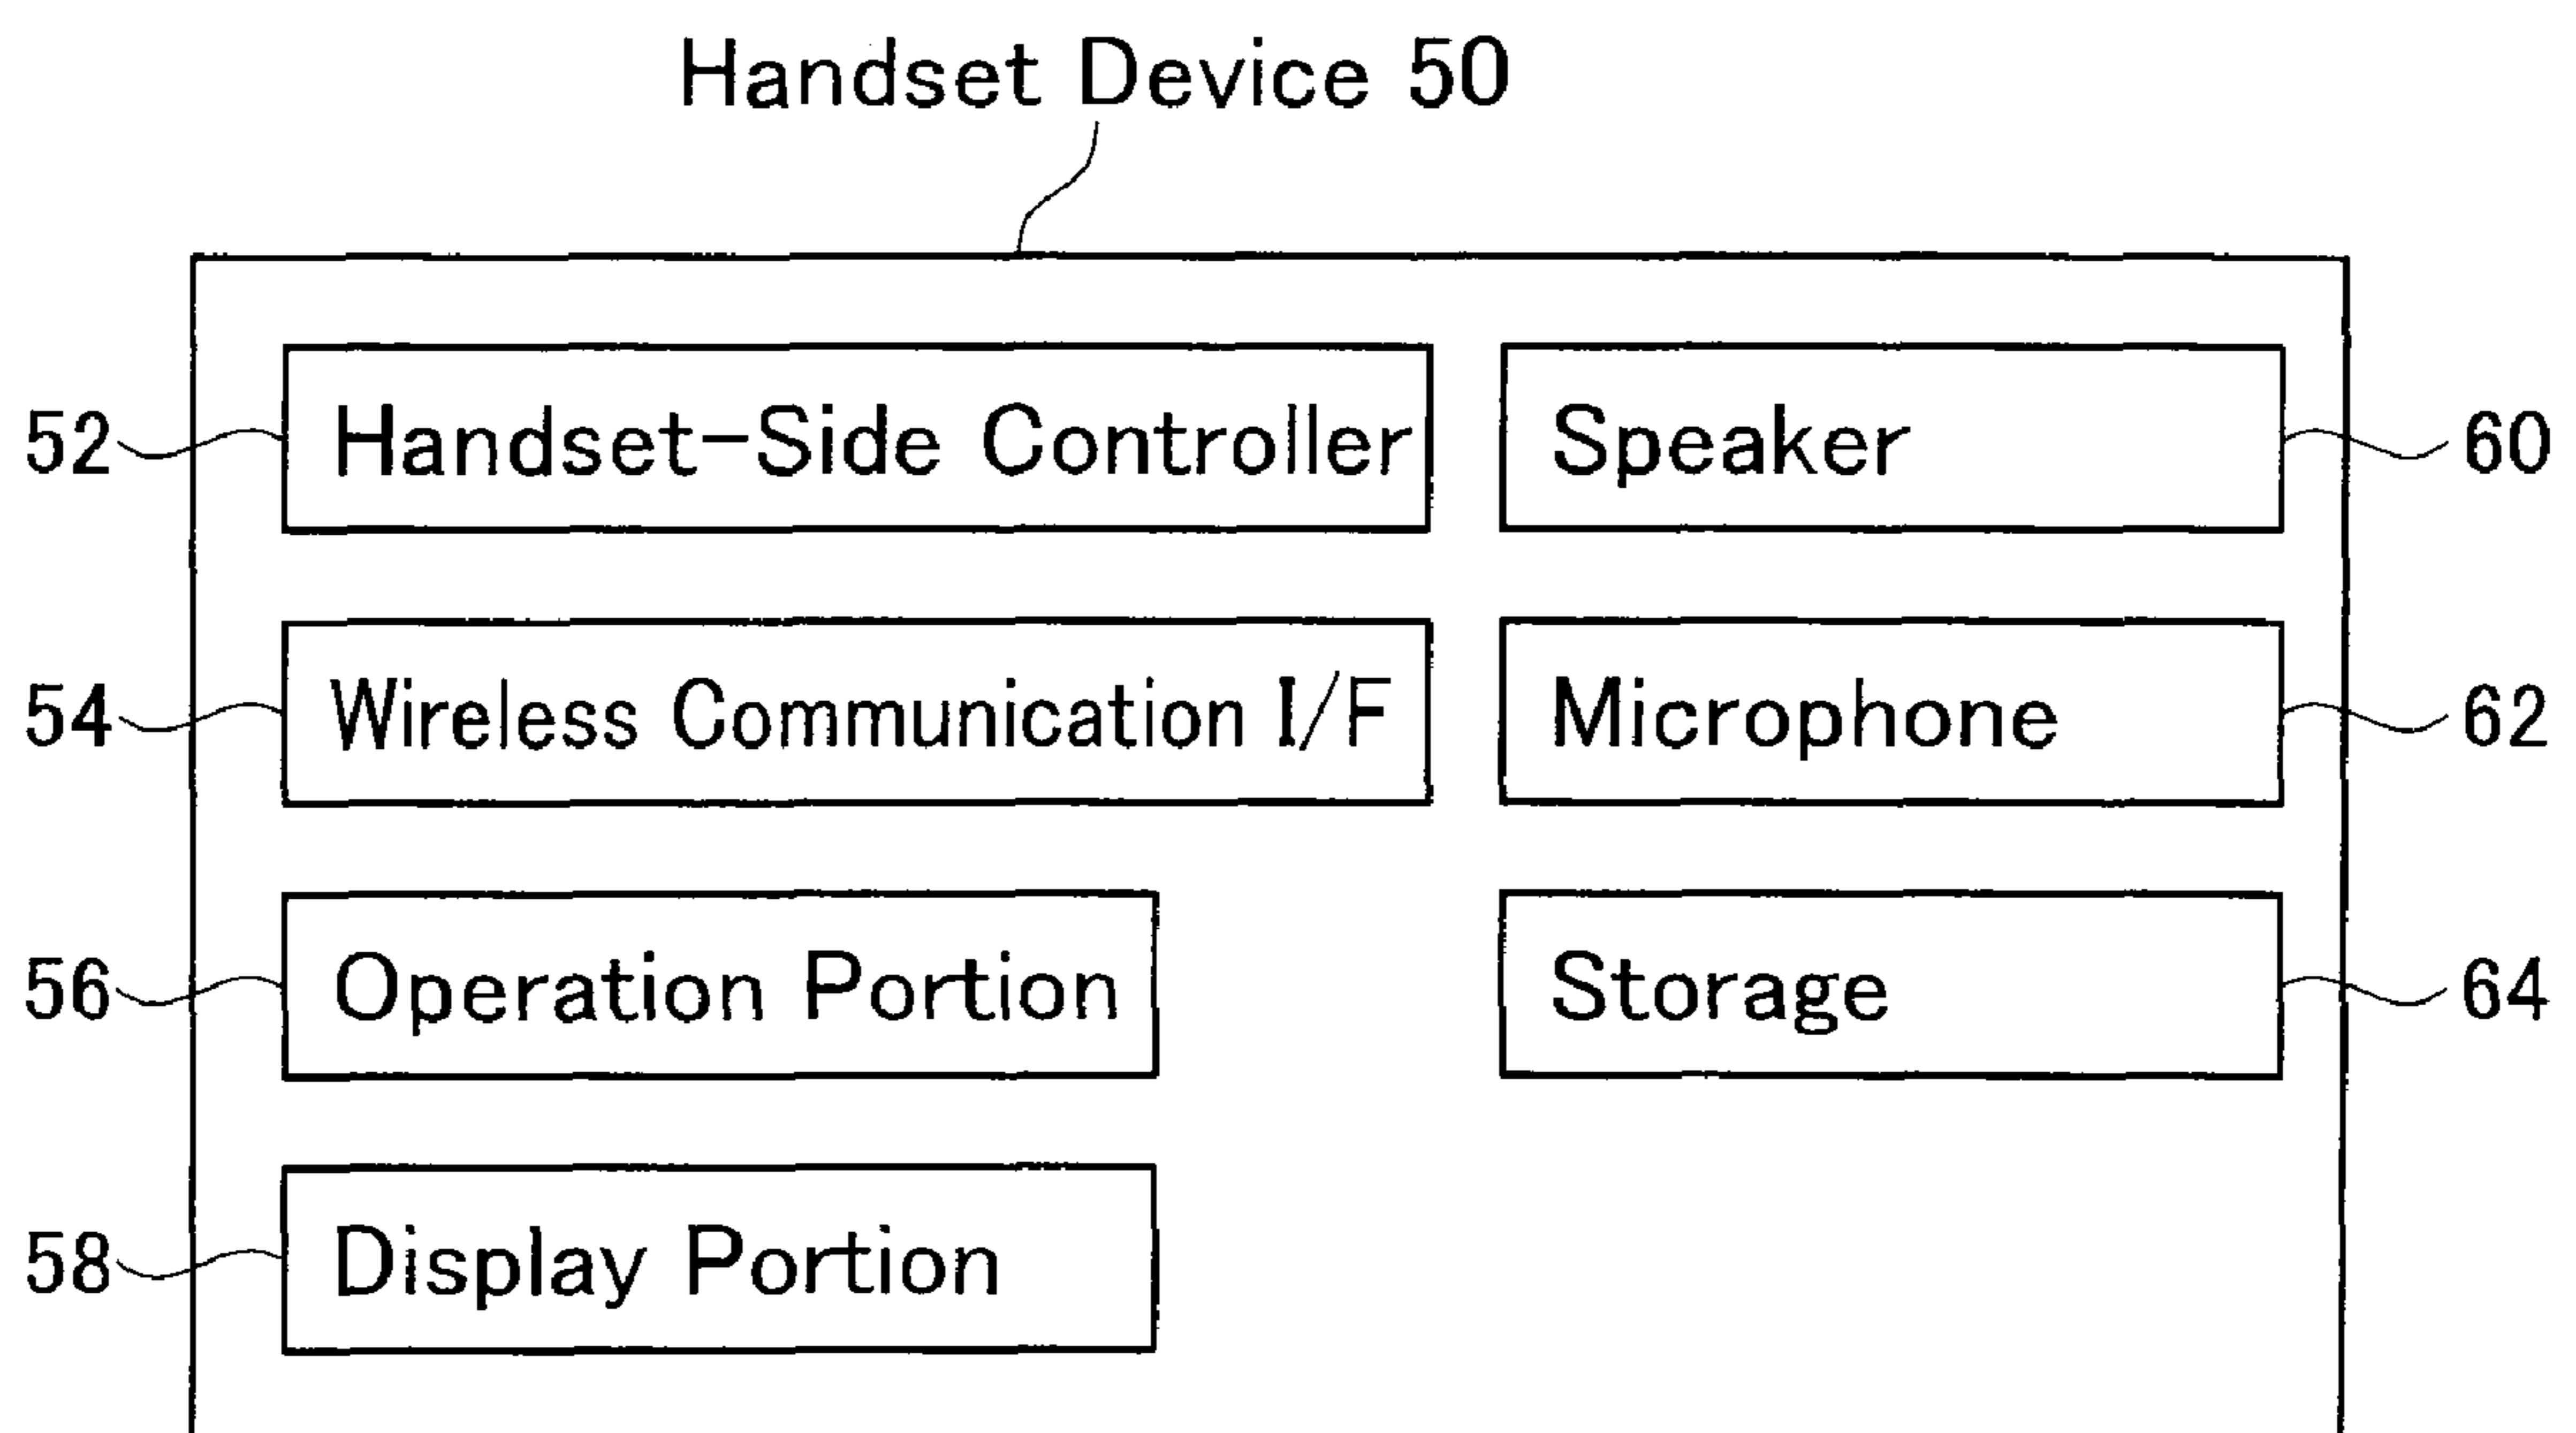 Handset Device 50
52 Handset-Side Controller Speaker 60
54 Wireless Communication I/F Microphone 62
56 Operation Portion Storage 64
58 Display Portion